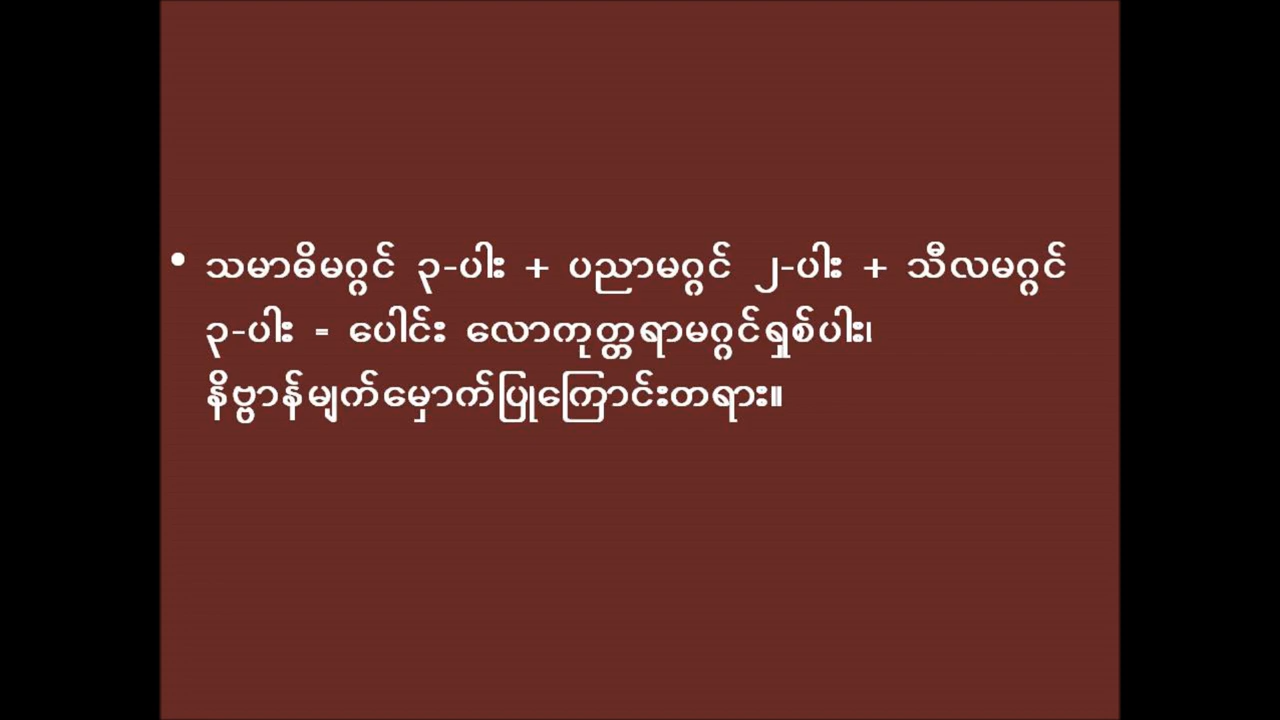 • သမာဓိမဂ္ဂင် ၃-ပါး + ပညာမဂ္ဂင် ၂-ပါး + သီလမဂ္ဂင်
၃-ပါး = ပေါင်း လောကုတ္တရာမဂ္ဂင်ရှစ်ပါး၊
နိဗ္ဗာန်မျက်မှောက်ပြုကြောင်းတရား။